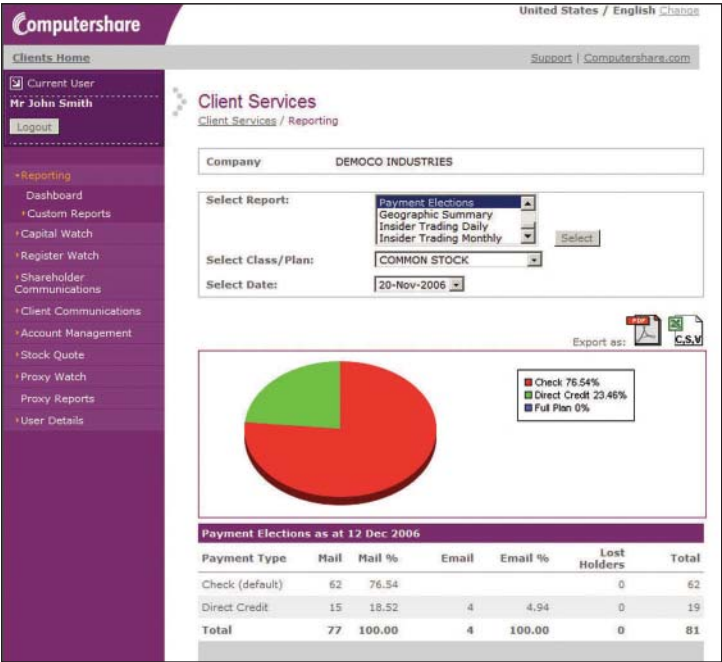 United States / English Change
Computershare
Clients Home
Support | Computershare.com
Current User
Mr John Smith
Logout
Reporting
Dashboard
Custom Reports
Capital Watch
Register Watch
Shareholder
Communications
Client Communications
Account Management
Stock Quote
Proxy Watch
Proxy Reports
User Details
Client Services
Client Services / Reporting
Company DEMOCO INDUSTRIES
Select Report:
Payment Elections
Geographic Summary
Insider Trading Daily
Insider Trading Monthly
Select
Select Class/Plan: COMMON STOCK
Select Date: 20-Nov-2006
Export as: PDF C,S,V
Check 76.54%
Direct Credit 23.46%
Full Plan 0%
Payment Elections as at 12 Dec 2006
Payment Type Mail Mail % Email Email % Lost Holders Total
Check (default) 62 76.54 0 62
Direct Credit 15 18.52 4 4.94 0 19
Total 77 100.00 4 100.00 0 81